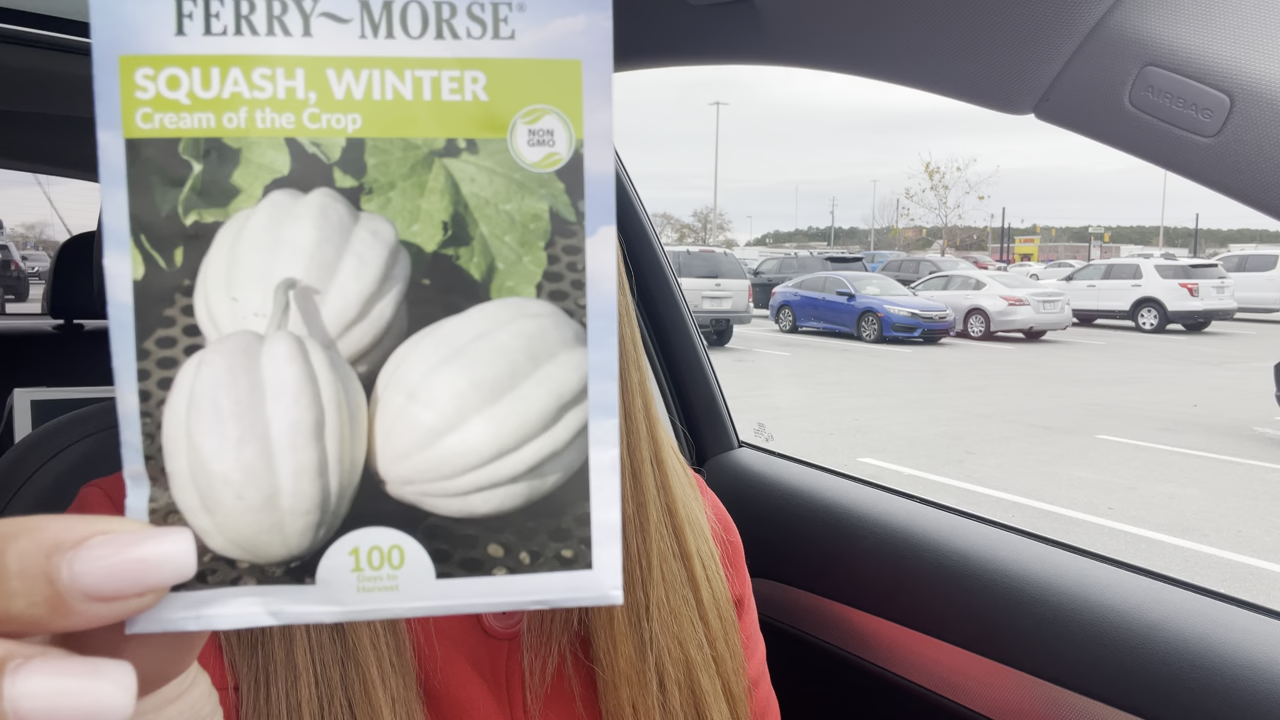 FERRY~MORSE®
SQUASH, WINTER
Cream of the Crop
NON
GMO
100
Days to
Harvest
AIRBAG